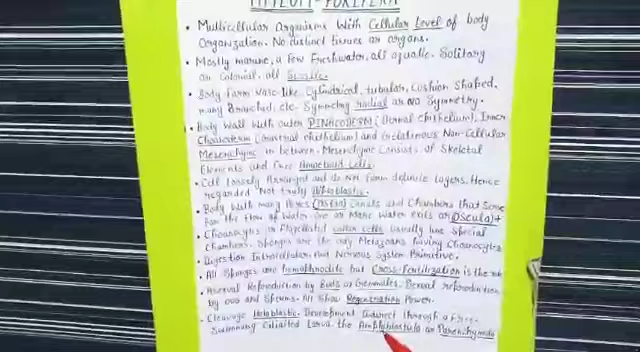 PHYLUM - PORIFERA
• Multicellular Organisms With Cellular Level of body
Organization. No distinct tissues or organs.
• Mostly marine, a few Freshwater, all aquatic. Solitary
or Colonial. all Sessile.
• Body form Vase-like, Cylindrical, tubular, Cushion Shaped,
many Branched, etc. Symmetry radial or No Symmetry.
• Body Wall With outer PINACODERM (Dermal epithelium), Inner
Choanoderm (Gastral epithelium) and Gelatinous Non-Cellular
Mesenchyme in between. Mesenchyme Consists of Skeletal
Elements and Free Amoeboid Cells.
• Cell loosely Arranged and do Not form definite layers. Hence
regarded Not truly
• Body With many Pores (Ostia) Canals and Chambers that Serve
for the flow of Water. One or More Water exits or (OSCULA)
• Choanocytes or Flagellated Collar Cells Usually line Special
Chambers. Sponges are the only Metazoans having Choanocytes
• Digestion Intracellular. Nervous System Primitive.
• All Sponges are hemaphrodite but Cross-Fertilization is the rule
• Asexual Reproduction by Buds or Gemmules. Sexual reproduction
by ova and Sperms. All Show Regeneration Power.
• Cleavage Holoblastic. Development Indirect through a Free-
Swimming Ciliated Larva the Amphiblastula or Parenchymula